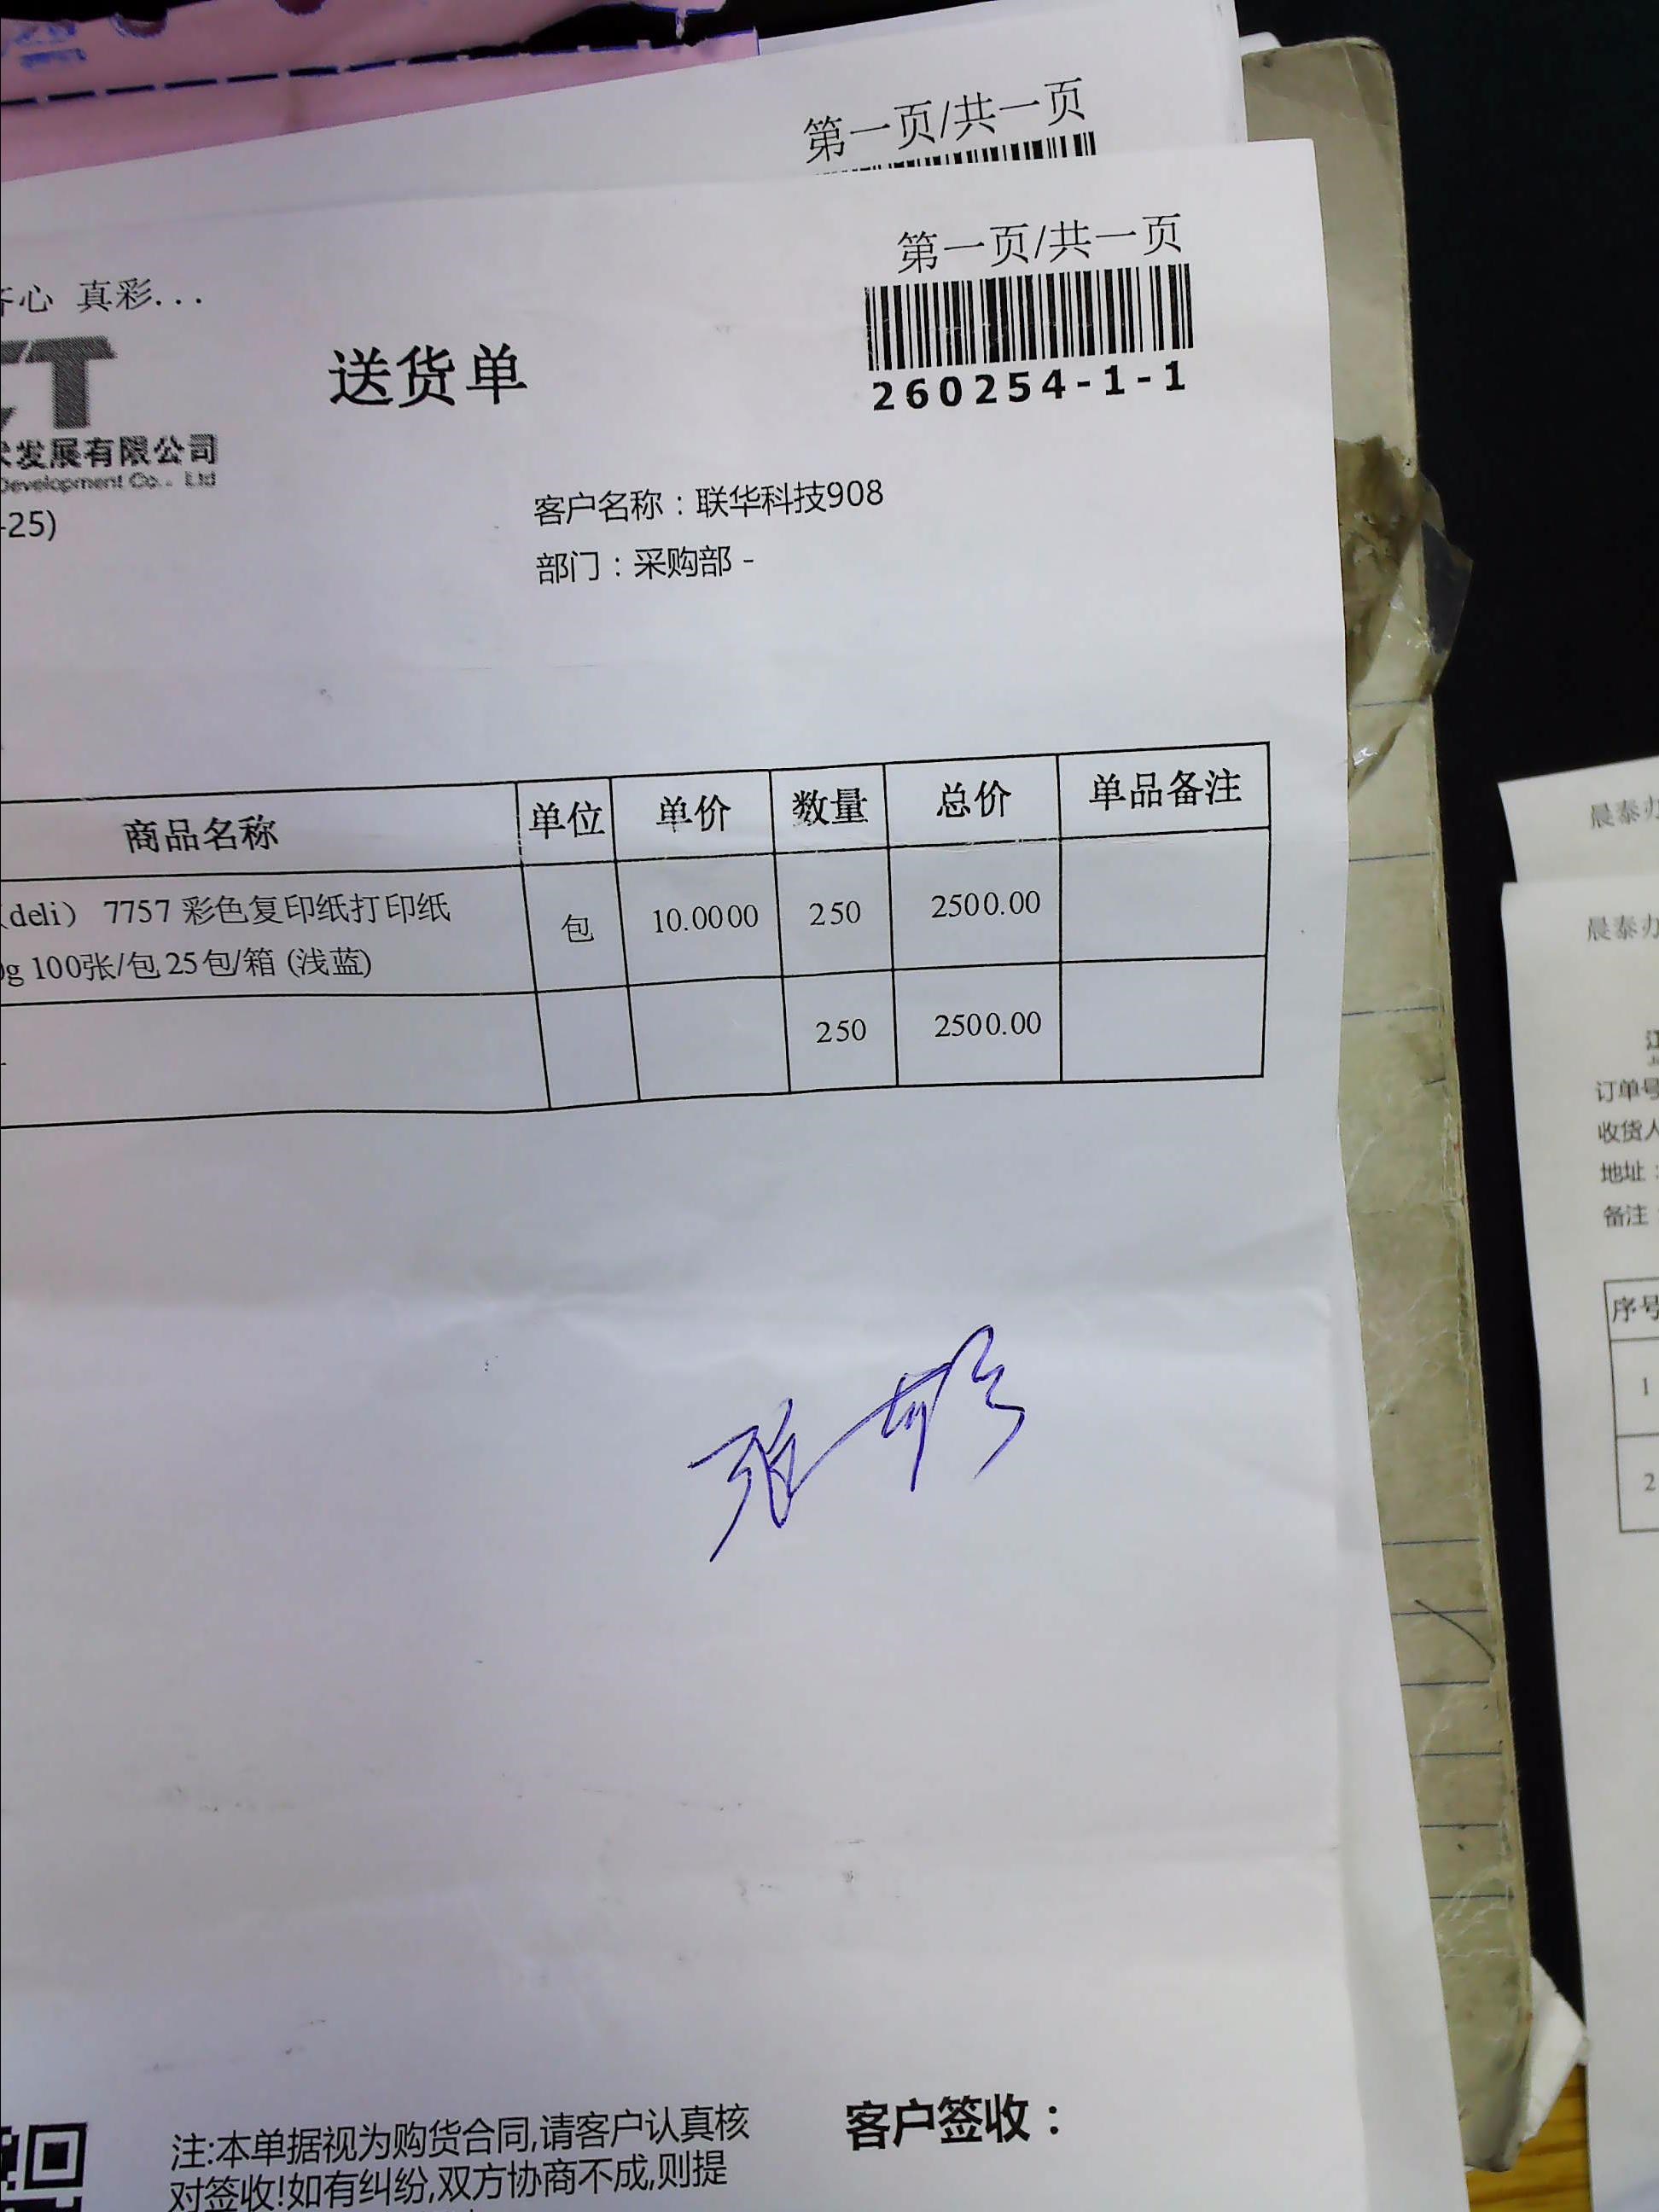 第一页/共一页
第一页/共一页
齐心 真彩...
送货单
260254-1-1
发展有限公司
Development Co., Ltd
-25)
客户名称：联华科技908
部门：采购部 -
商品名称 单位 单价 数量 总价 单品备注
(deli) 7757 彩色复印纸打印纸
g 100张/包 25包/箱 (浅蓝)
包 10.0000 250 2500.00
250 2500.00
客户签收：
注:本单据视为购货合同,请客户认真核
对签收!如有纠纷,双方协商不成,则提
晨泰办
晨泰办
订单号
收货人
地址：
备注
序号
1
2